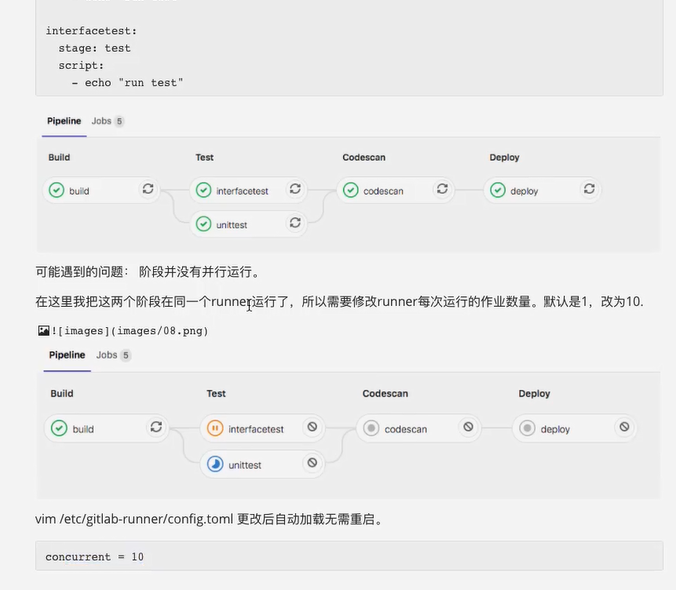 interfacetest:
stage: test
script:
- echo "run test"
Pipeline Jobs 5
Build Test Codescan Deploy
build interfacetest codescan deploy
unittest
可能遇到的问题： 阶段并没有并行运行。
在这里我把这两个阶段在同一个runner运行了，所以需要修改runner每次运行的作业数量。默认是1，改为10.
![images](images/08.png)
Pipeline Jobs 5
Build Test Codescan Deploy
build interfacetest codescan deploy
unittest
vim /etc/gitlab-runner/config.toml 更改后自动加载无需重启。
concurrent = 10